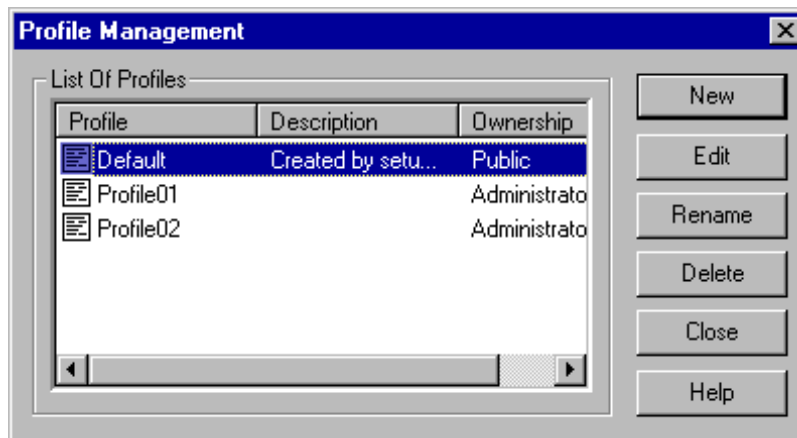 Profile Management
List Of Profiles
Profile Description Ownership
Default Created by setu... Public
Profile01 Administrato
Profile02 Administrato
New
Edit
Rename
Delete
Close
Help